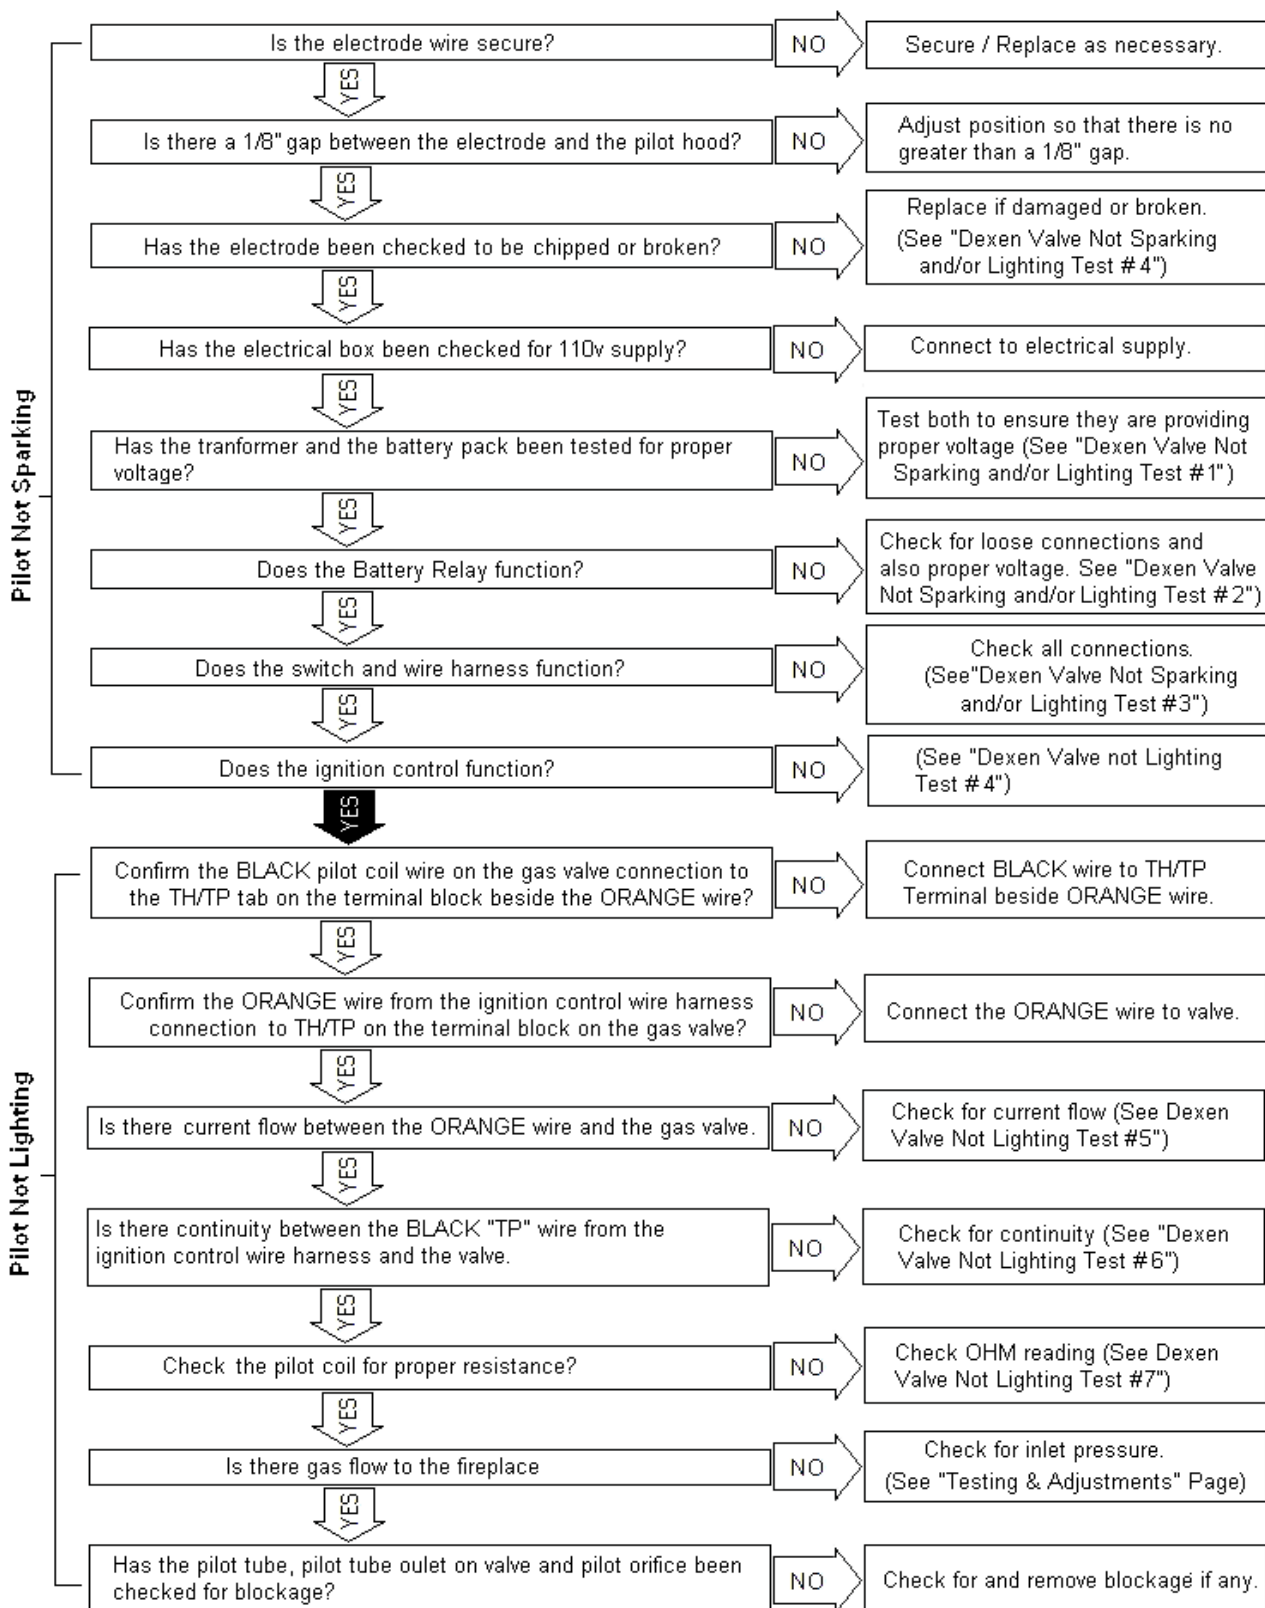 Pilot Not Sparking
Is the electrode wire secure?
NO
Secure / Replace as necessary.
YES
Is there a 1/8" gap between the electrode and the pilot hood?
NO
Adjust position so that there is no
greater than a 1/8" gap.
YES
Has the electrode been checked to be chipped or broken?
NO
Replace if damaged or broken.
(See "Dexen Valve Not Sparking
and/or Lighting Test #4")
YES
Has the electrical box been checked for 110v supply?
NO
Connect to electrical supply.
YES
Has the tranformer and the battery pack been tested for proper
voltage?
NO
Test both to ensure they are providing
proper voltage (See "Dexen Valve Not
Sparking and/or Lighting Test #1")
YES
Does the Battery Relay function?
NO
Check for loose connections and
also proper voltage. See "Dexen Valve
Not Sparking and/or Lighting Test #2")
YES
Does the switch and wire harness function?
NO
Check all connections.
(See"Dexen Valve Not Sparking
and/or Lighting Test #3")
YES
Does the ignition control function?
NO
(See "Dexen Valve not Lighting
Test #4")
YES
Pilot Not Lighting
Confirm the BLACK pilot coil wire on the gas valve connection to
the TH/TP tab on the terminal block beside the ORANGE wire?
NO
Connect BLACK wire to TH/TP
Terminal beside ORANGE wire.
YES
Confirm the ORANGE wire from the ignition control wire harness
connection to TH/TP on the terminal block on the gas valve?
NO
Connect the ORANGE wire to valve.
YES
Is there current flow between the ORANGE wire and the gas valve.
NO
Check for current flow (See Dexen
Valve Not Lighting Test #5")
YES
Is there continuity between the BLACK "TP" wire from the
ignition control wire harness and the valve.
NO
Check for continuity (See "Dexen
Valve Not Lighting Test #6")
YES
Check the pilot coil for proper resistance?
NO
Check OHM reading (See Dexen
Valve Not Lighting Test #7")
YES
Is there gas flow to the fireplace
NO
Check for inlet pressure.
(See "Testing & Adjustments" Page)
YES
Has the pilot tube, pilot tube oulet on valve and pilot orifice been
checked for blockage?
NO
Check for and remove blockage if any.